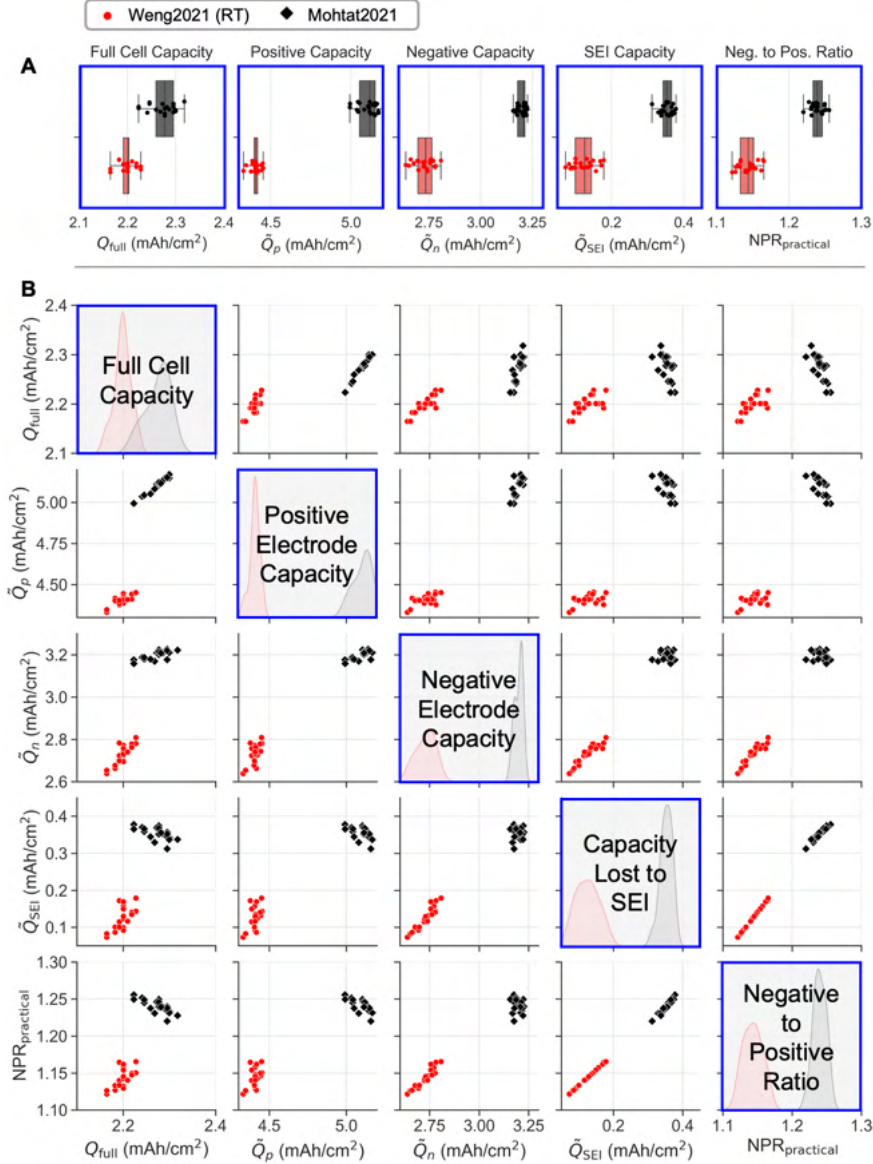 Weng2021 (RT) Mohtat2021
Full Cell Capacity Positive Capacity Negative Capacity SEI Capacity Neg. to Pos. Ratio
A
2.1 2.2 2.3 2.4 4.5 5.0 2.75 3.00 3.25 0.2 0.4 1.1 1.2 1.3
Q_full (mAh/cm²) Q̃_p (mAh/cm²) Q̃_n (mAh/cm²) Q̃_SEI (mAh/cm²) NPR_practical
B
2.4
2.3
2.2
2.1
Q_full (mAh/cm²)
Full Cell
Capacity
5.00
4.75
4.50
Q̃_p (mAh/cm²)
Positive
Electrode
Capacity
3.2
3.0
2.8
2.6
Q̃_n (mAh/cm²)
Negative
Electrode
Capacity
0.4
0.3
0.2
0.1
Q̃_SEI (mAh/cm²)
Capacity
Lost to
SEI
1.30
1.25
1.20
1.15
1.10
NPR_practical
Negative
to
Positive
Ratio
2.2 2.4 4.5 5.0 2.75 3.00 3.25 0.2 0.4 1.1 1.2 1.3
Q_full (mAh/cm²) Q̃_p (mAh/cm²) Q̃_n (mAh/cm²) Q̃_SEI (mAh/cm²) NPR_practical